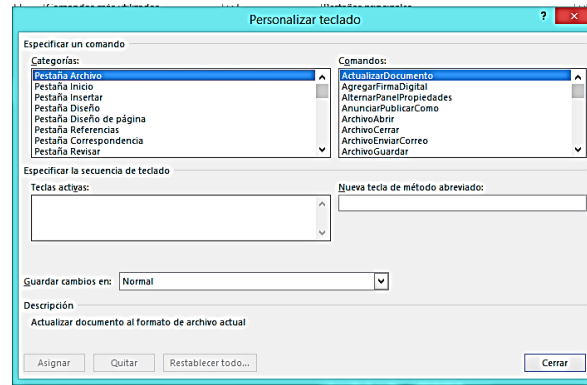 Personalizar teclado
?
Especificar un comando
Categorías:
Comandos:
Pestaña Archivo
Pestaña Inicio
Pestaña Insertar
Pestaña Diseño
Pestaña Diseño de página
Pestaña Referencias
Pestaña Correspondencia
Pestaña Revisar
ActualizarDocumento
AgregarFirmaDigital
AlternarPanelPropiedades
AnunciarPublicarComo
ArchivoAbrir
ArchivoCerrar
ArchivoEnviarCorreo
ArchivoGuardar
Especificar la secuencia de teclado
Teclas activas:
Nueva tecla de método abreviado:
Guardar cambios en: Normal
Descripción
Actualizar documento al formato de archivo actual
Asignar Quitar Restablecer todo... Cerrar